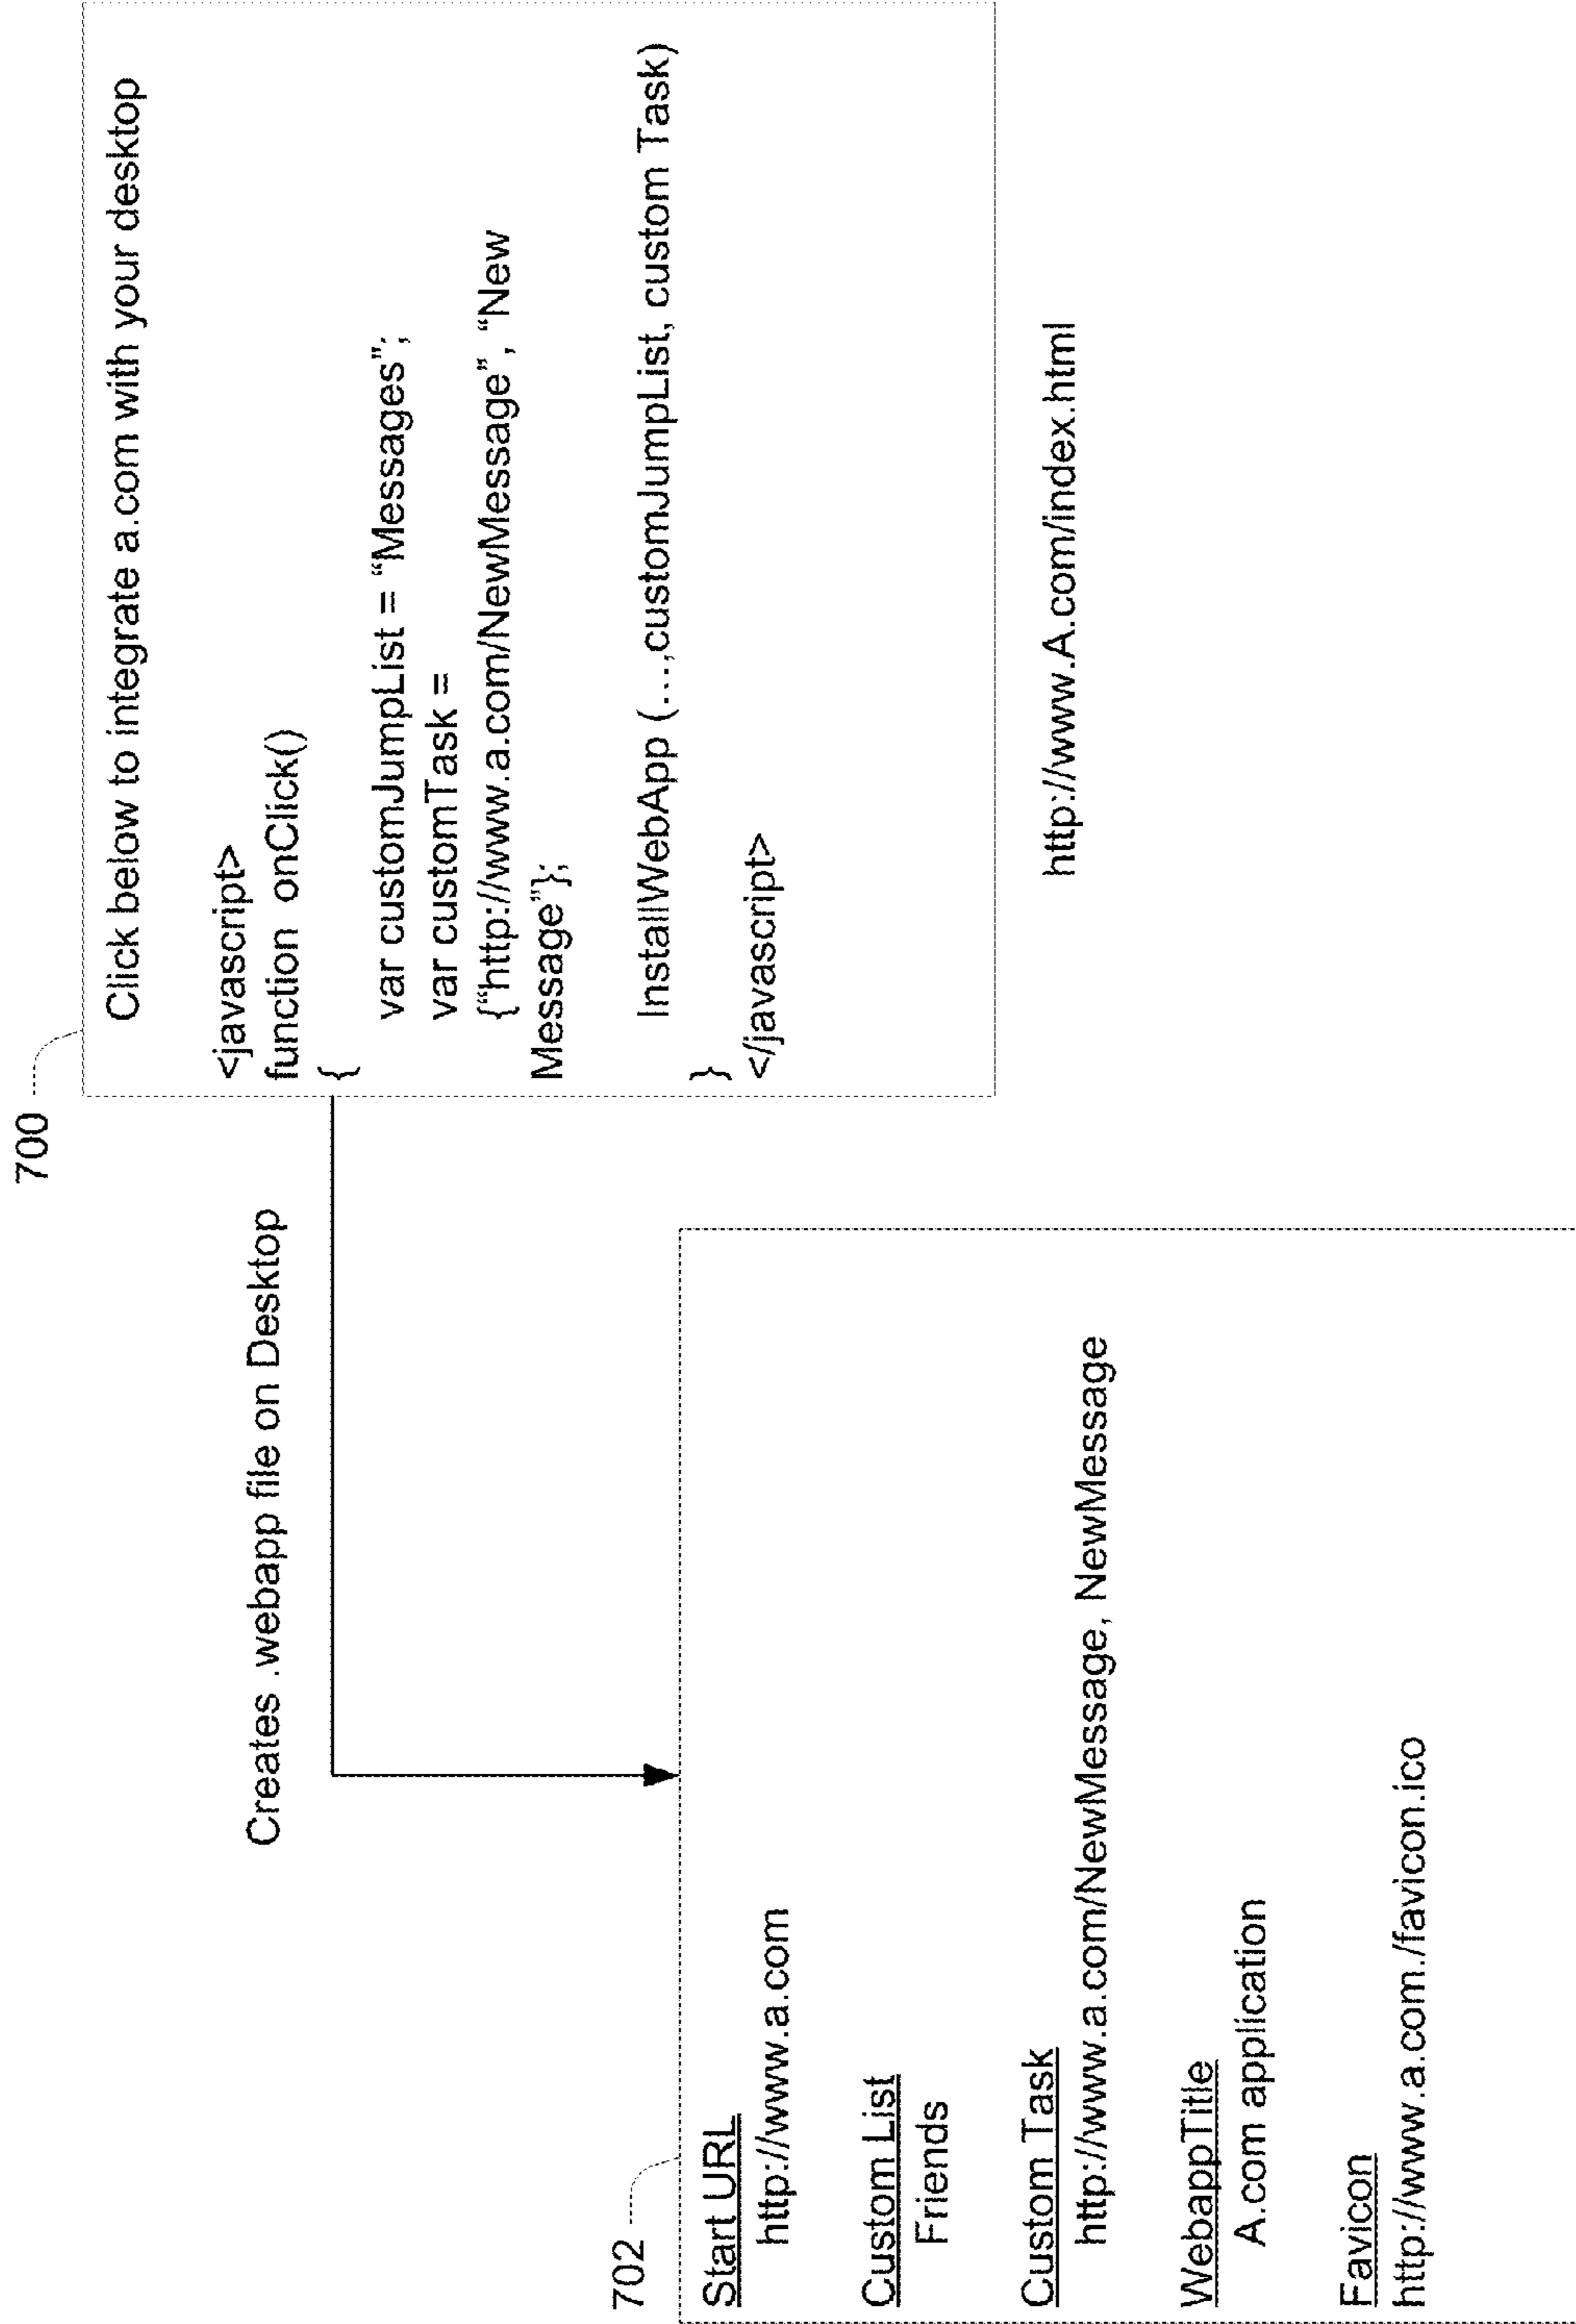 700
Click below to integrate a.com with your desktop
<javascript>
function onClick()
{
var customJumpList = “Messages”;
var customTask =
{“http://www.a.com/NewMessage”, “New
Message”};
InstallWebApp (…,customJumpList, custom Task)
}
</javascript>
http://www.A.com/index.html
Creates .webapp file on Desktop
702
Start URL
http://www.a.com
Custom List
Friends
Custom Task
http://www.a.com/NewMessage, NewMessage
WebappTitle
A.com application
Favicon
http://www.a.com./favicon.ico